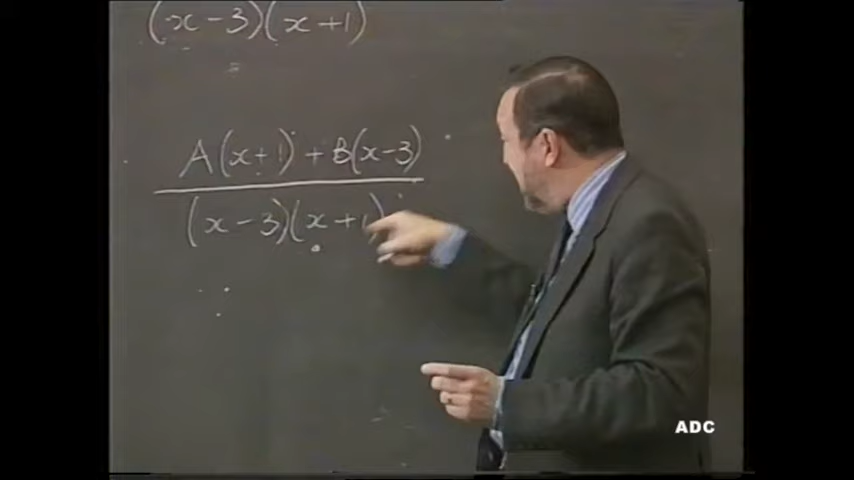 (x-3)(x+1)
A(x+1) + B(x-3)
(x-3)(x+1)
ADC